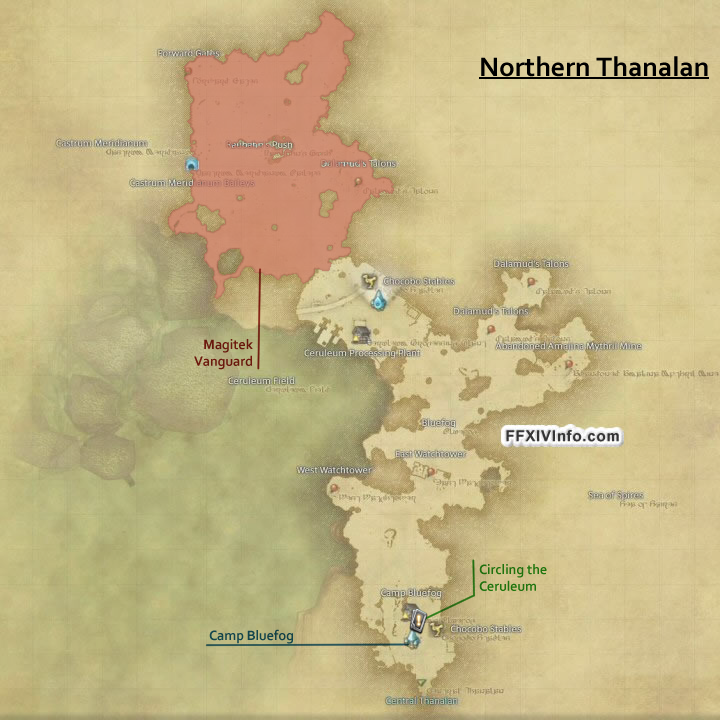 Forward Gates
Northern Thanalan
Castrum Meridianum
Raubahn's Push
Dalamud's Talons
Castrum Meridianum Baileys
Dalamud's Talons
Chocobo Stables
Dalamud's Talons
Magitek
Vanguard
Ceruleum Processing Plant
Abandoned Amajina Mythril Mine
Ceruleum Field
Bluefog
FFXIVInfo.com
East Watchtower
West Watchtower
Sea of Spires
Circling the
Ceruleum
Camp Bluefog
Chocobo Stables
Camp Bluefog
Central Thanalan